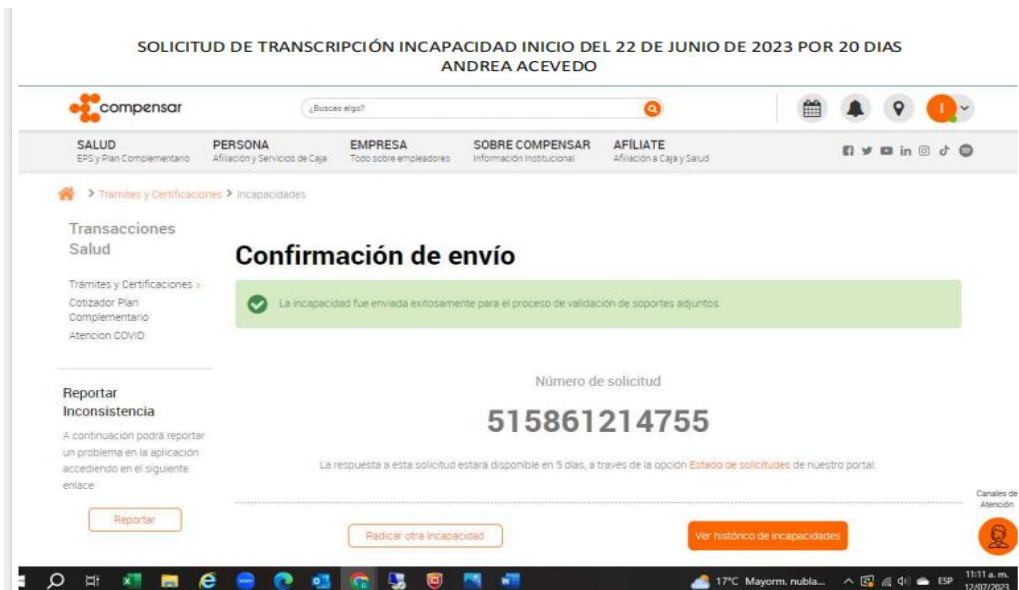 SOLICITUD DE TRANSCRIPCIÓN INCAPACIDAD INICIO DEL 22 DE JUNIO DE 2023 POR 20 DIAS
ANDREA ACEVEDO
compensar
¿Buscas algo?
SALUD
EPS y Plan Complementario
PERSONA
Afiliación y Servicios de Caja
EMPRESA
Todo sobre empleadores
SOBRE COMPENSAR
Información Institucional
AFÍLIATE
Afiliación a Caja y Salud
> Trámites y Certificaciones > Incapacidades
Transacciones
Salud
Trámites y Certificaciones >
Cotizador Plan
Complementario
Atencion COVID
Reportar
Inconsistencia
A continuación podrá reportar
un problema en la aplicación
accediendo en el siguiente
enlace
Reportar
Confirmación de envío
La incapacidad fue enviada exitosamente para el proceso de validación de soportes adjuntos.
Número de solicitud
515861214755
La respuesta a esta solicitud estará disponible en 5 días, a través de la opción Estado de solicitudes de nuestro portal.
Radicar otra incapacidad
Ver histórico de incapacidades
Canales de
Atención
17°C Mayorm. nubla...
ESP
11:11 a. m.
12/07/2023